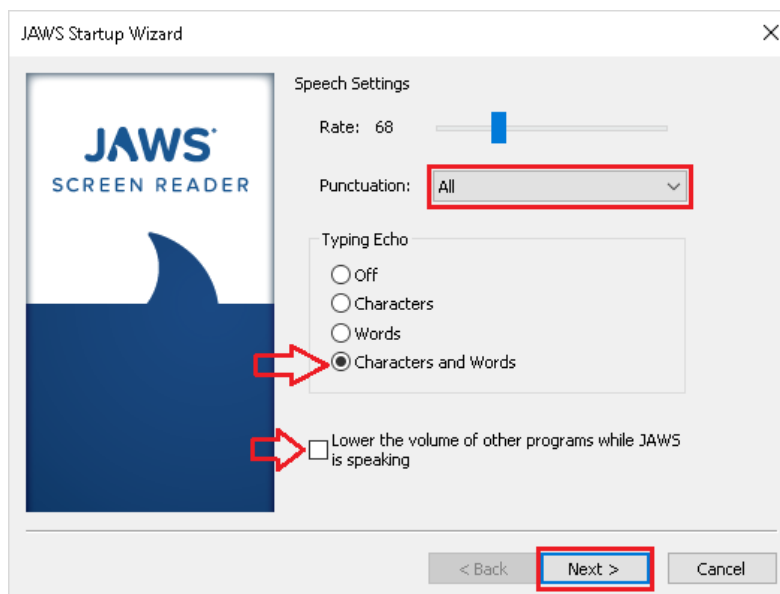 JAWS Startup Wizard
JAWS
SCREEN READER
Speech Settings
Rate: 68
Punctuation: All
Typing Echo
Off
Characters
Words
Characters and Words
Lower the volume of other programs while JAWS
is speaking
< Back Next > Cancel